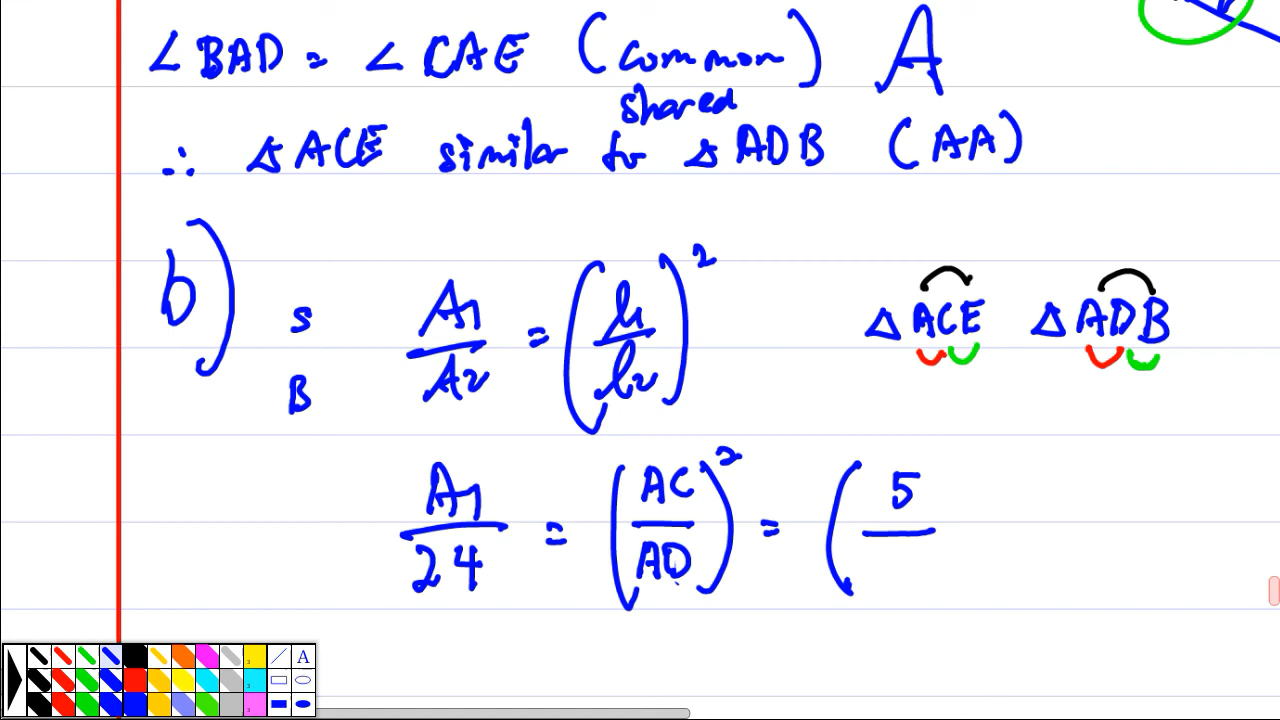 ∠BAD = ∠CAE (common) A
shared
∴ △ACE similar to △ADB (AA)
b) S A1/A2 = (l1/l2)² △ACE △ADB
B
A1/24 = (AC/AD)² = (5/
A